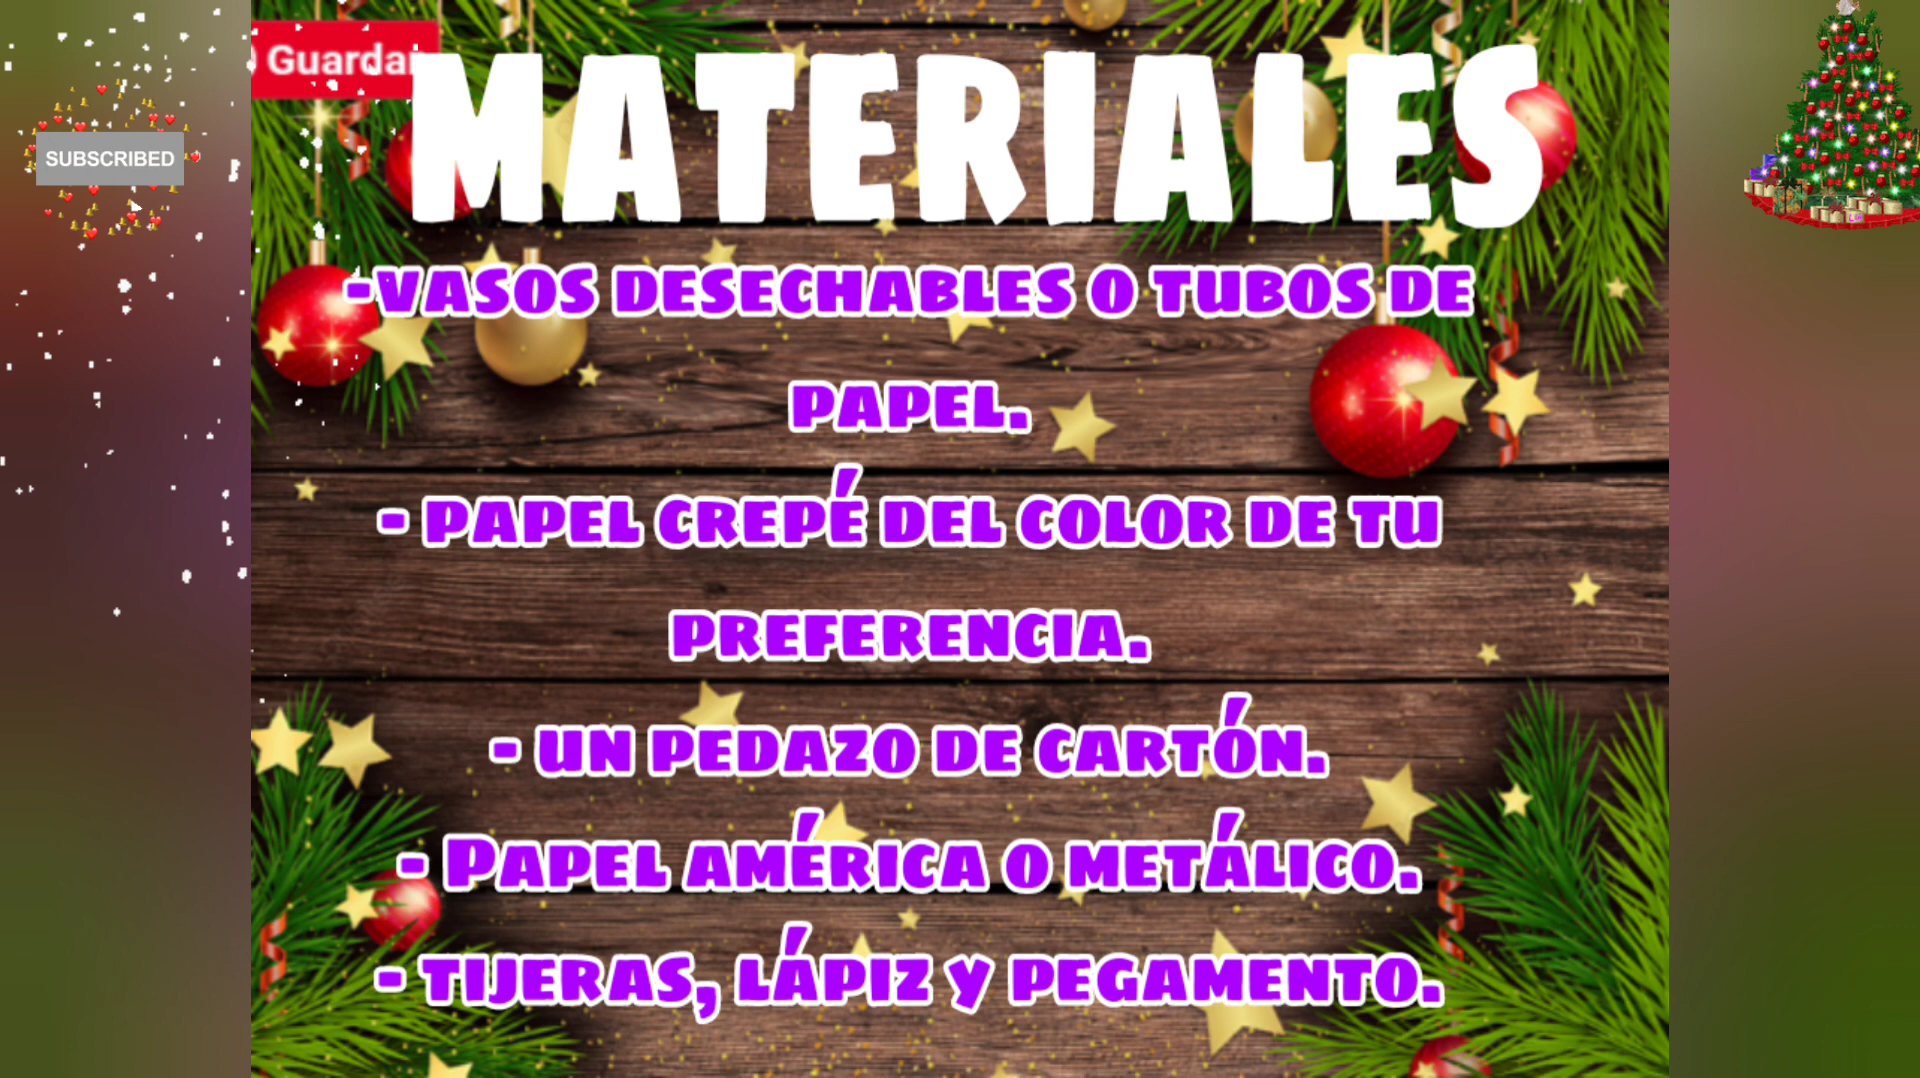 Guardar
MATERIALES
SUBSCRIBED
-VASOS DESECHABLES O TUBOS DE
PAPEL.
- PAPEL CREPÉ DEL COLOR DE TU
PREFERENCIA.
- UN PEDAZO DE CARTÓN.
- PAPEL AMÉRICA O METÁLICO.
- TIJERAS, LÁPIZ Y PEGAMENTO.